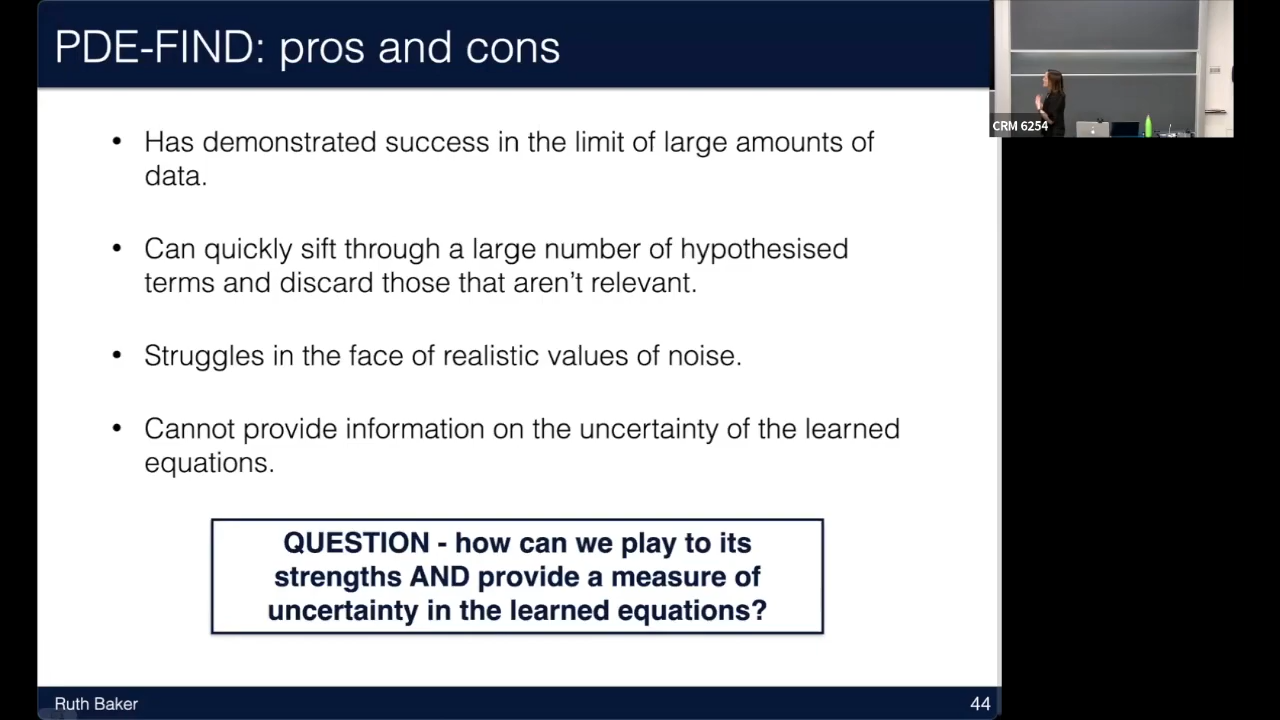 PDE-FIND: pros and cons
• Has demonstrated success in the limit of large amounts of
data.
• Can quickly sift through a large number of hypothesised
terms and discard those that aren't relevant.
• Struggles in the face of realistic values of noise.
• Cannot provide information on the uncertainty of the learned
equations.
QUESTION - how can we play to its
strengths AND provide a measure of
uncertainty in the learned equations?
Ruth Baker
44
CRM 6254